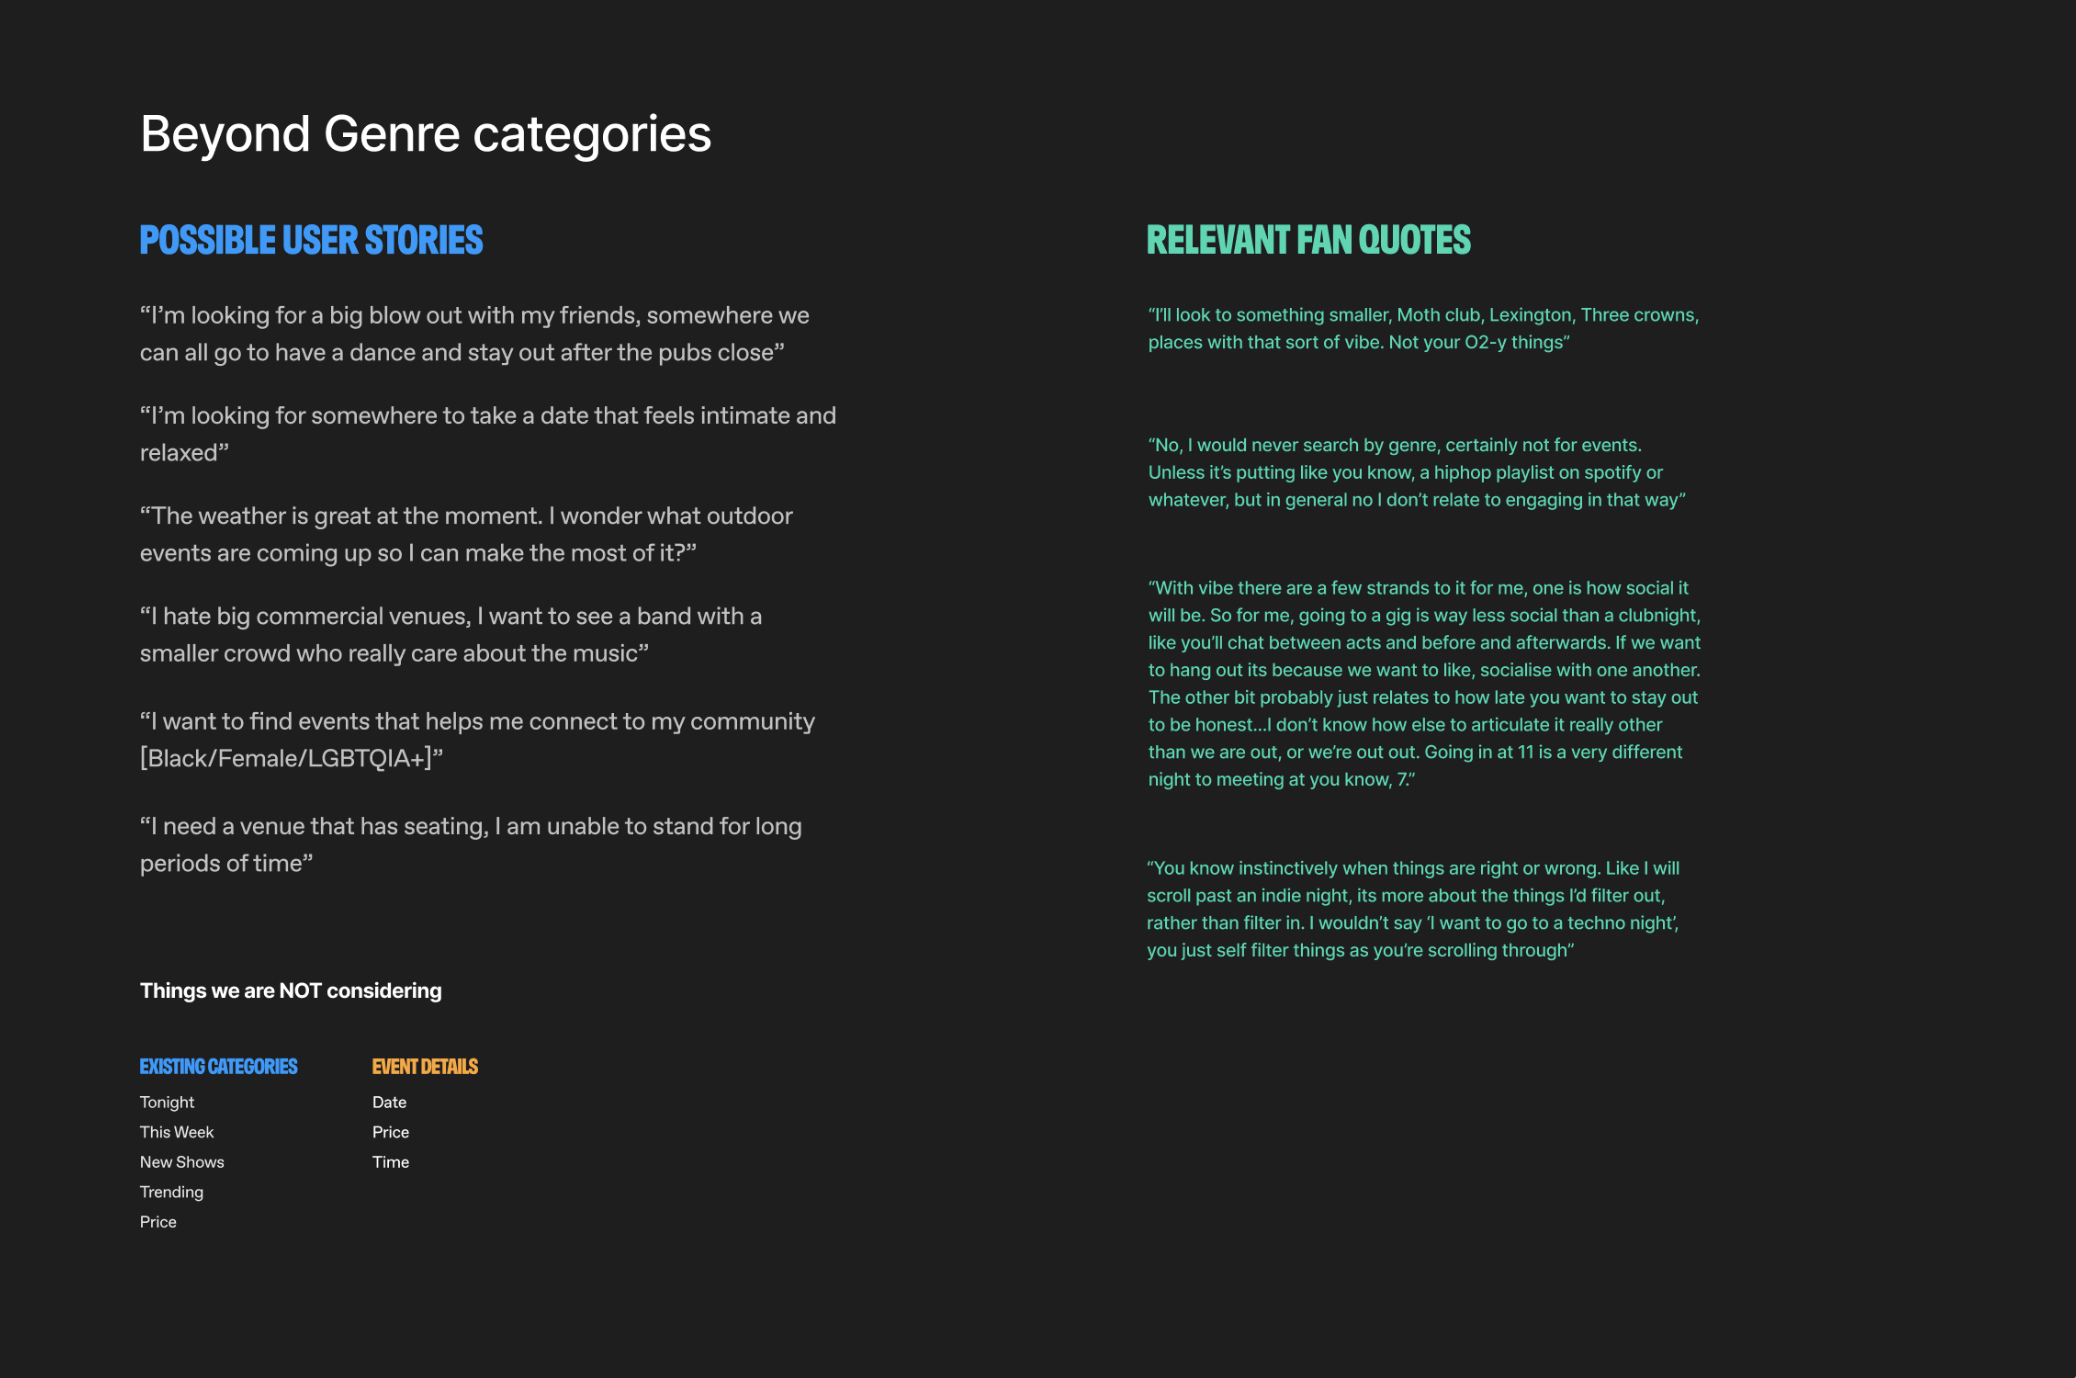 Beyond Genre categories
POSSIBLE USER STORIES
“I’m looking for a big blow out with my friends, somewhere we
can all go to have a dance and stay out after the pubs close”
“I’m looking for somewhere to take a date that feels intimate and
relaxed”
“The weather is great at the moment. I wonder what outdoor
events are coming up so I can make the most of it?”
“I hate big commercial venues, I want to see a band with a
smaller crowd who really care about the music”
“I want to find events that helps me connect to my community
[Black/Female/LGBTQIA+]”
“I need a venue that has seating, I am unable to stand for long
periods of time”
Things we are NOT considering
EXISTING CATEGORIES
Tonight
This Week
New Shows
Trending
Price
EVENT DETAILS
Date
Price
Time
RELEVANT FAN QUOTES
“I’ll look to something smaller, Moth club, Lexington, Three crowns,
places with that sort of vibe. Not your O2-y things”
“No, I would never search by genre, certainly not for events.
Unless it’s putting like you know, a hiphop playlist on spotify or
whatever, but in general no I don’t relate to engaging in that way”
“With vibe there are a few strands to it for me, one is how social it
will be. So for me, going to a gig is way less social than a clubnight,
like you’ll chat between acts and before and afterwards. If we want
to hang out its because we want to like, socialise with one another.
The other bit probably just relates to how late you want to stay out
to be honest...I don’t know how else to articulate it really other
than we are out, or we’re out out. Going in at 11 is a very different
night to meeting at you know, 7.”
“You know instinctively when things are right or wrong. Like I will
scroll past an indie night, its more about the things I’d filter out,
rather than filter in. I wouldn’t say ‘I want to go to a techno night’,
you just self filter things as you’re scrolling through”